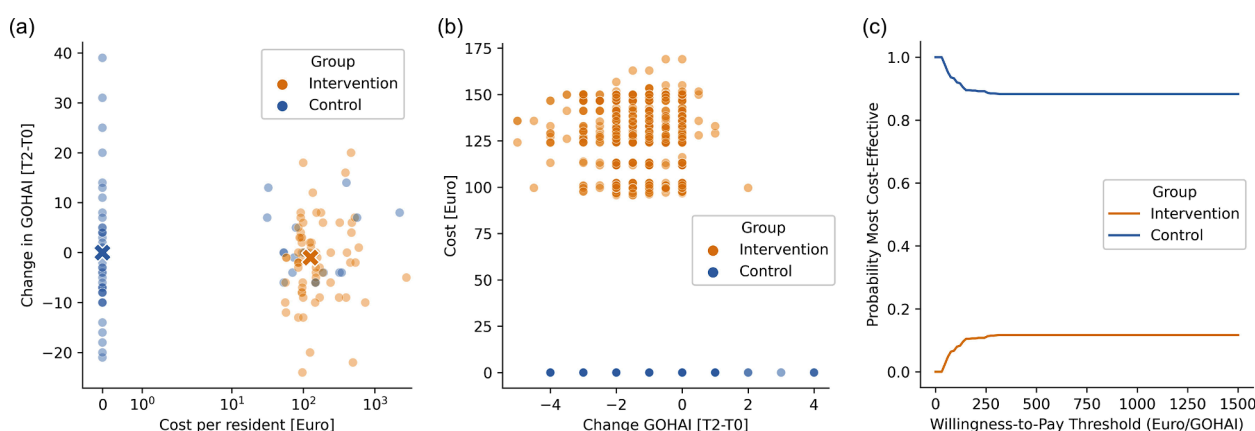 (a)
Change in GOHAI [T2-T0]
40
30
20
10
0
−10
−20
Group
Intervention
Control
0
10⁰
10¹
10²
10³
Cost per resident [Euro]
(b)
Cost [Euro]
175
150
125
100
75
50
25
0
Group
Intervention
Control
−4
−2
0
2
4
Change GOHAI [T2-T0]
(c)
Probability Most Cost-Effective
1.0
0.8
0.6
0.4
0.2
0.0
Group
Intervention
Control
0
250
500
750
1000
1250
1500
Willingness-to-Pay Threshold (Euro/GOHAI)